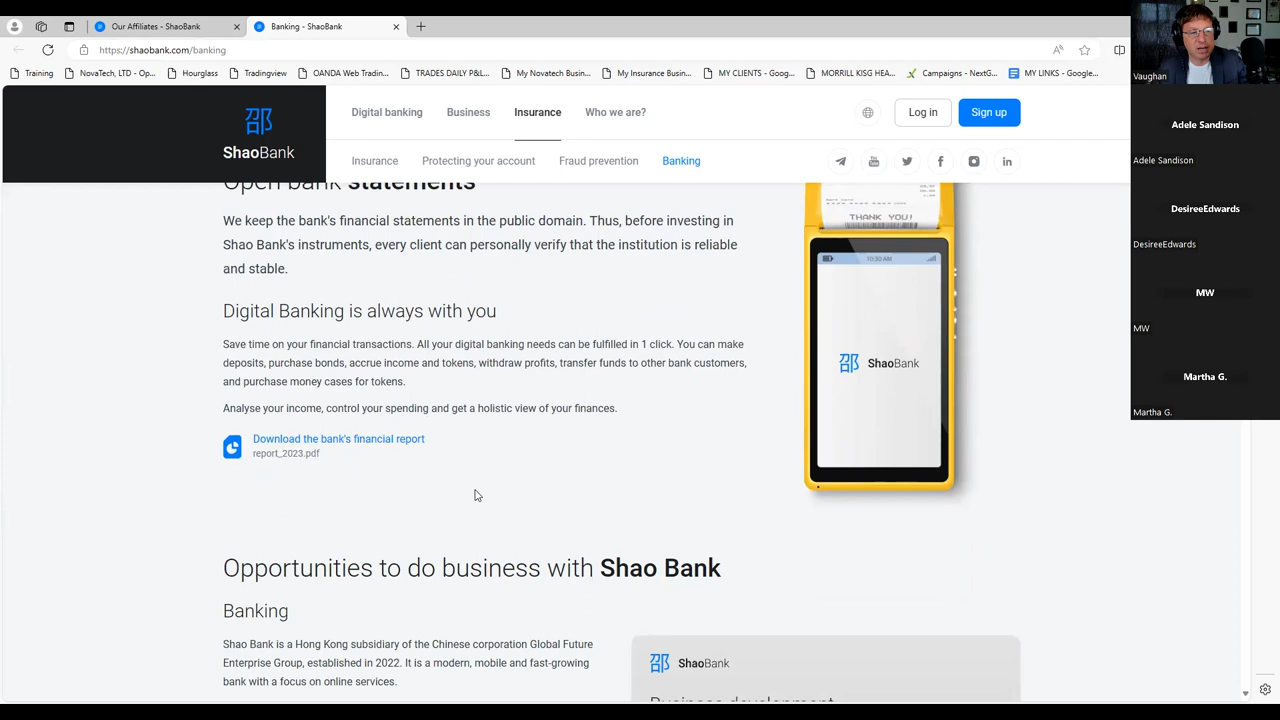 Our Affiliates - ShaoBank
Banking - ShaoBank
https://shaobank.com/banking
Training
NovaTech, LTD - Op...
Hourglass
Tradingview
OANDA Web Tradin...
TRADES DAILY P&L...
My Novatech Busin...
My Insurance Busin...
MY CLIENTS - Goog...
MORRILL KISG HEA...
Campaigns - NextG...
MY LINKS - Google...
邵
ShaoBank
Digital banking
Business
Insurance
Who we are?
Log in
Sign up
Insurance
Protecting your account
Fraud prevention
Banking
Open bank statements
We keep the bank's financial statements in the public domain. Thus, before investing in
Shao Bank's instruments, every client can personally verify that the institution is reliable
and stable.
Digital Banking is always with you
Save time on your financial transactions. All your digital banking needs can be fulfilled in 1 click. You can make
deposits, purchase bonds, accrue income and tokens, withdraw profits, transfer funds to other bank customers,
and purchase money cases for tokens.
Analyse your income, control your spending and get a holistic view of your finances.
Download the bank's financial report
report_2023.pdf
THANK YOU!
10:30 AM
邵 ShaoBank
Opportunities to do business with Shao Bank
Banking
Shao Bank is a Hong Kong subsidiary of the Chinese corporation Global Future
Enterprise Group, established in 2022. It is a modern, mobile and fast-growing
bank with a focus on online services.
邵 ShaoBank
Business development
Vaughan
Adele Sandison
Adele Sandison
DesireeEdwards
DesireeEdwards
MW
MW
Martha G.
Martha G.